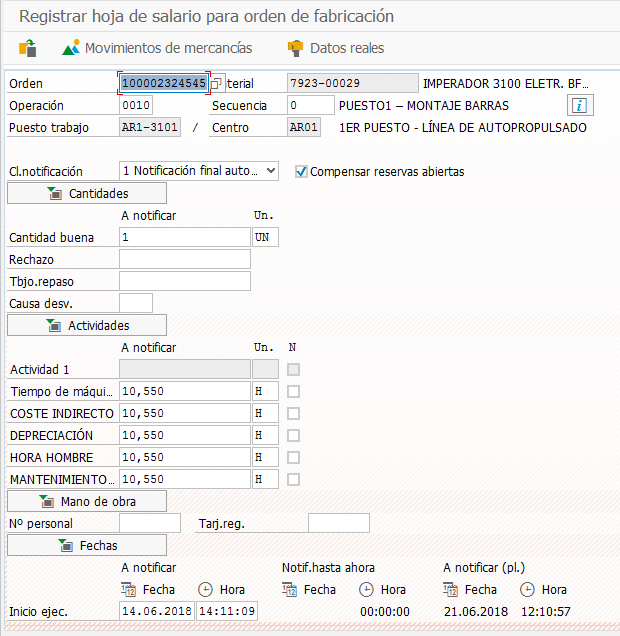 Registrar hoja de salario para orden de fabricación
Movimientos de mercancías Datos reales
Orden 100002324545 terial 7923-00029 IMPERADOR 3100 ELETR. BF...
Operación 0010 Secuencia 0 PUESTO1 – MONTAJE BARRAS
Puesto trabajo AR1-3101 / Centro AR01 1ER PUESTO - LÍNEA DE AUTOPROPULSADO
Cl.notificación 1 Notificación final auto... Compensar reservas abiertas
Cantidades
A notificar Un.
Cantidad buena 1 UN
Rechazo
Tbjo.repaso
Causa desv.
Actividades
A notificar Un. N
Actividad 1
Tiempo de máqui... 10,550 H
COSTE INDIRECTO 10,550 H
DEPRECIACIÓN 10,550 H
HORA HOMBRE 10,550 H
MANTENIMIENTO... 10,550 H
Mano de obra
Nº personal Tarj.reg.
Fechas
A notificar Notif.hasta ahora A notificar (pl.)
Fecha Hora Fecha Hora Fecha Hora
Inicio ejec. 14.06.2018 14:11:09 00:00:00 21.06.2018 12:10:57